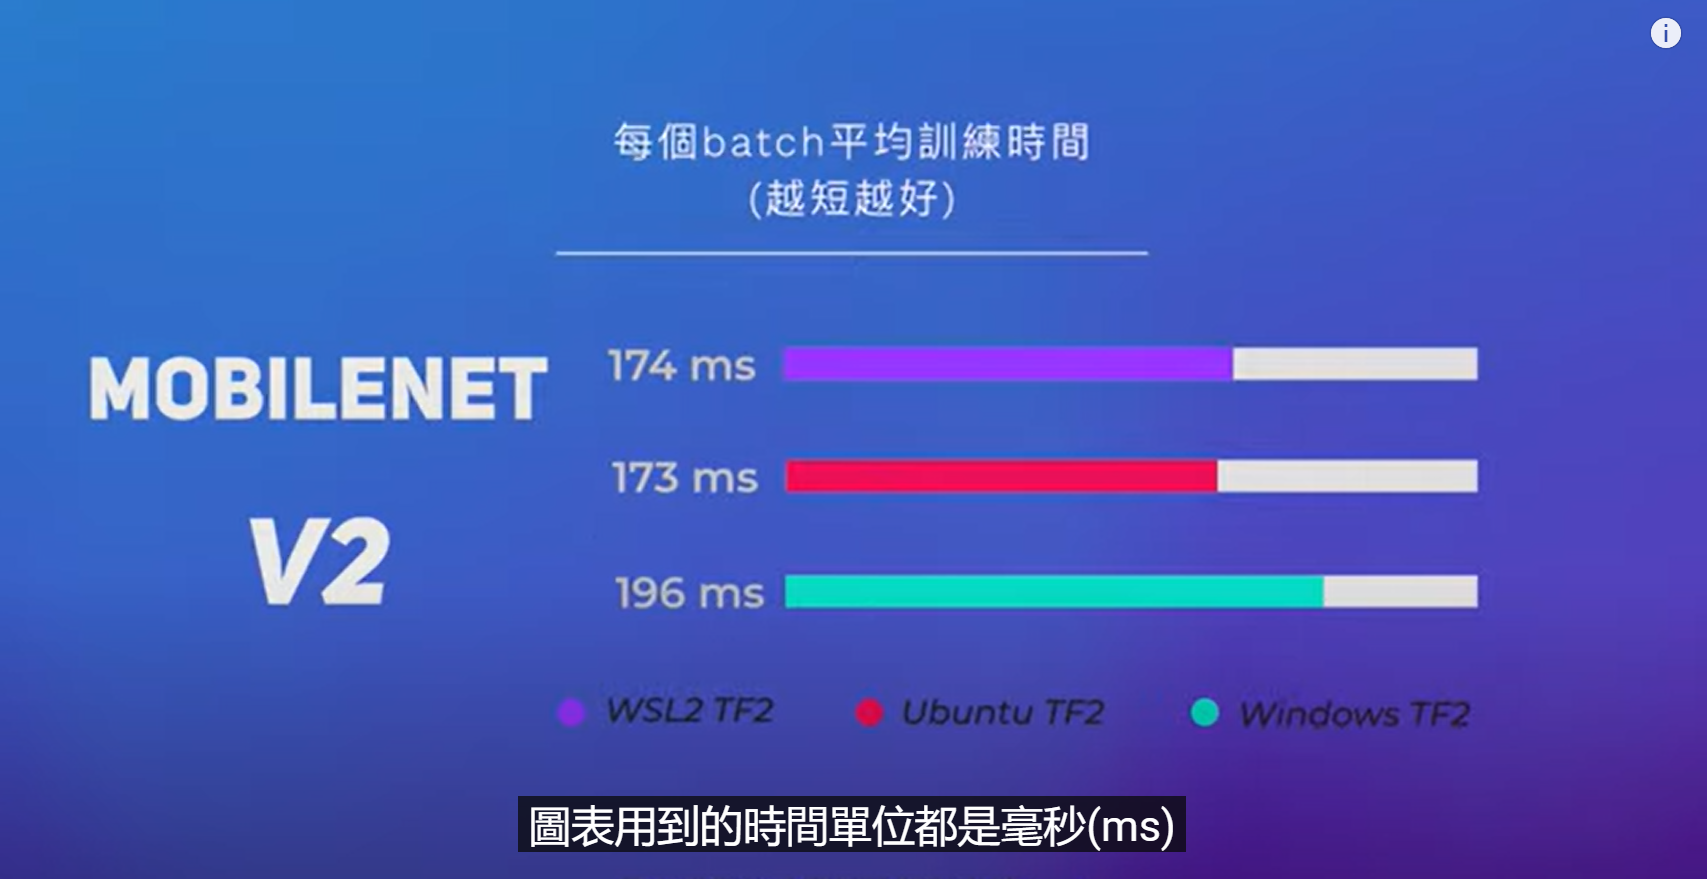 每個batch平均訓練時間
(越短越好)
MOBILENET
V2
174 ms
173 ms
196 ms
WSL2 TF2
Ubuntu TF2
Windows TF2
圖表用到的時間單位都是毫秒(ms)